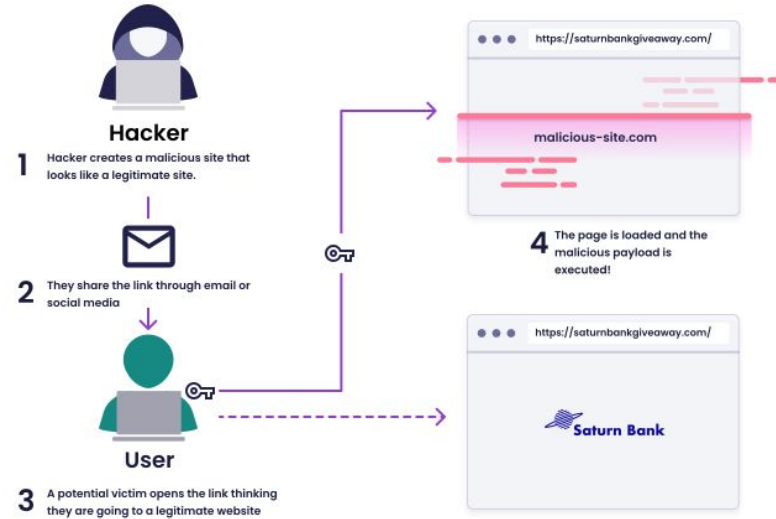 Hacker
1
Hacker creates a malicious site that
looks like a legitimate site.
2
They share the link through email or
social media
User
3
A potential victim opens the link thinking
they are going to a legitimate website
https://saturnbankgiveaway.com/
malicious-site.com
4
The page is loaded and the
malicious payload is
executed!
https://saturnbankgiveaway.com/
Saturn Bank